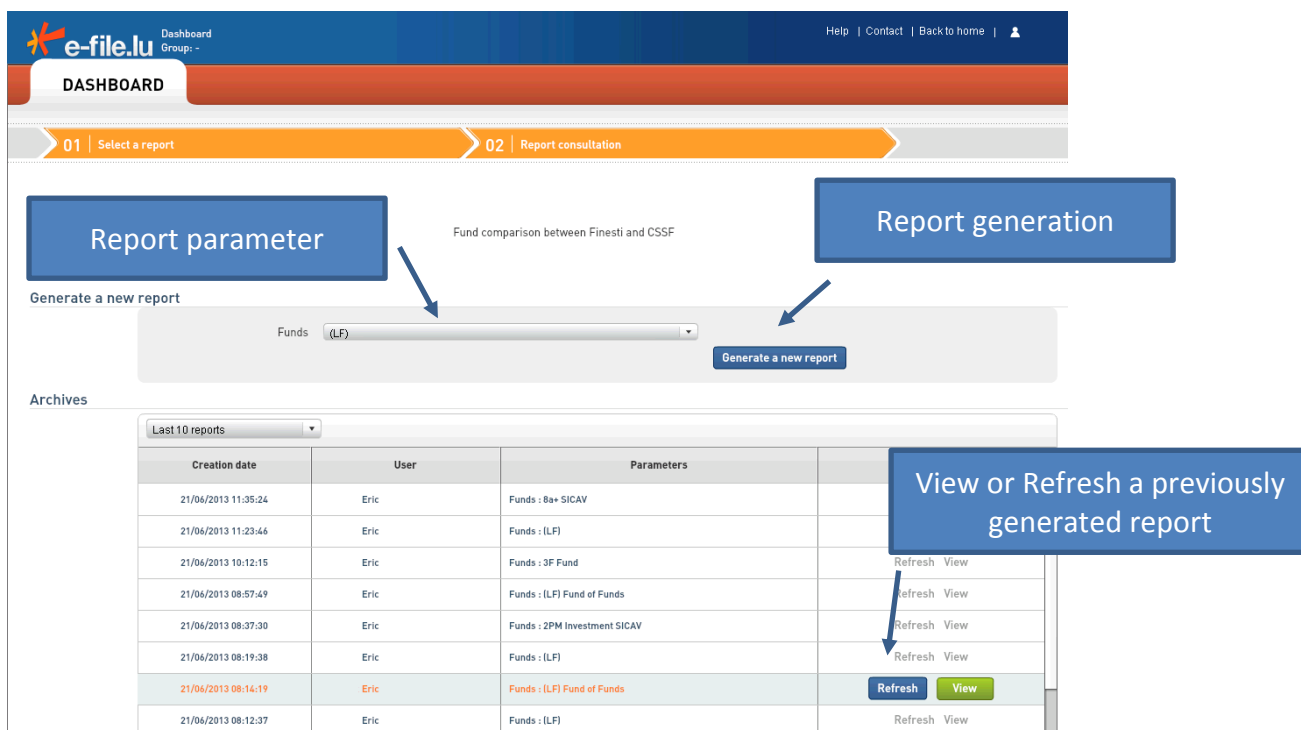 e-file.lu
Dashboard
Group: -
Help | Contact | Back to home |
DASHBOARD
01 | Select a report
02 | Report consultation
Report parameter
Fund comparison between Finesti and CSSF
Report generation
Generate a new report
Funds (LF)
Generate a new report
Archives
Last 10 reports
Creation date User Parameters
View or Refresh a previously
generated report
21/06/2013 11:35:24 Eric Funds : 8a+ SICAV
21/06/2013 11:23:46 Eric Funds : (LF)
21/06/2013 10:12:15 Eric Funds : 3F Fund Refresh View
21/06/2013 08:57:49 Eric Funds : (LF) Fund of Funds Refresh View
21/06/2013 08:37:30 Eric Funds : 2PM Investment SICAV Refresh View
21/06/2013 08:19:38 Eric Funds : (LF) Refresh View
21/06/2013 08:14:19 Eric Funds : (LF) Fund of Funds Refresh View
21/06/2013 08:12:37 Eric Funds : (LF) Refresh View